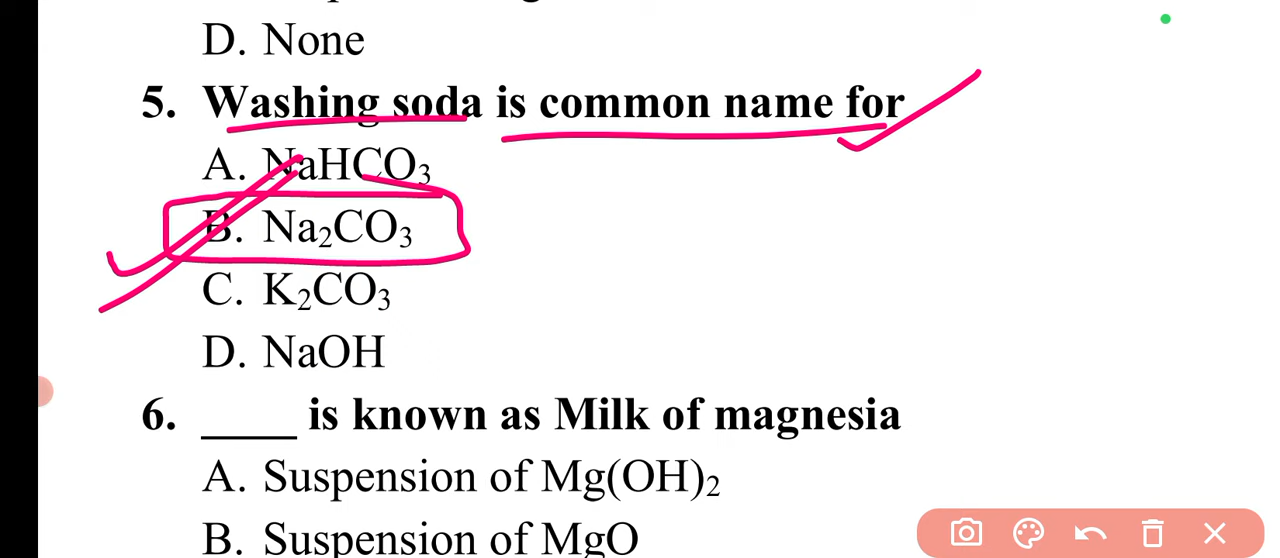 D. None
5. Washing soda is common name for
A. NaHCO₃
B. Na₂CO₃
C. K₂CO₃
D. NaOH
6. ____ is known as Milk of magnesia
A. Suspension of Mg(OH)₂
B. Suspension of MgO